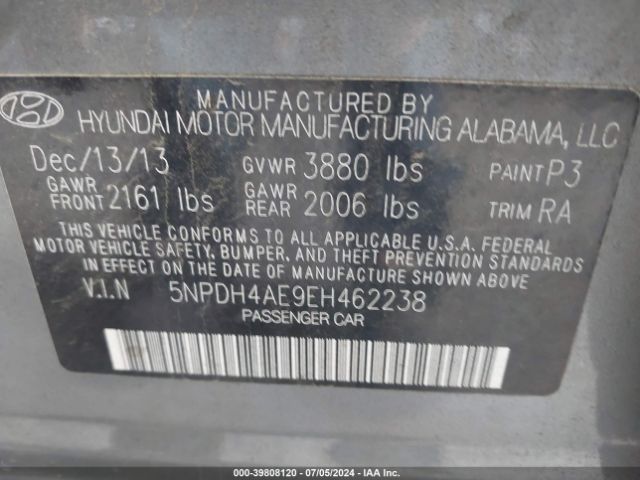 MANUFACTURED BY
HYUNDAI MOTOR MANUFACTURING ALABAMA, LLC
Dec/13/13 GVWR 3880 lbs PAINT P3
GAWR FRONT 2161 lbs GAWR REAR 2006 lbs TRIM RA
THIS VEHICLE CONFORMS TO ALL APPLICABLE U.S.A. FEDERAL
MOTOR VEHICLE SAFETY, BUMPER, AND THEFT PREVENTION STANDARDS
IN EFFECT ON THE DATE OF MANUFACTURE SHOWN ABOVE.
V.I.N 5NPDH4AE9EH462238
PASSENGER CAR
000-39808120 - 07/05/2024 - IAA Inc.